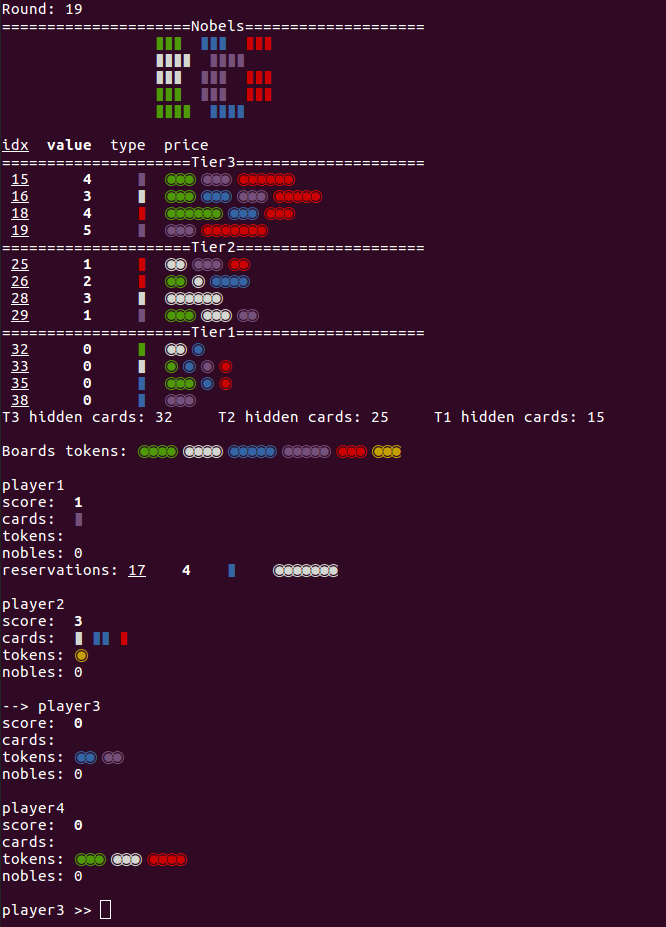 Round: 19
=====================Nobels====================
idx value type price
=====================Tier3=====================
15 4
16 3
18 4
19 5
=====================Tier2=====================
25 1
26 2
28 3
29 1
=====================Tier1=====================
32 0
33 0
35 0
38 0
T3 hidden cards: 32 T2 hidden cards: 25 T1 hidden cards: 15
Boards tokens:
player1
score: 1
cards:
tokens:
nobles: 0
reservations: 17 4
player2
score: 3
cards:
tokens:
nobles: 0
--> player3
score: 0
cards:
tokens:
nobles: 0
player4
score: 0
cards:
tokens:
nobles: 0
player3 >>